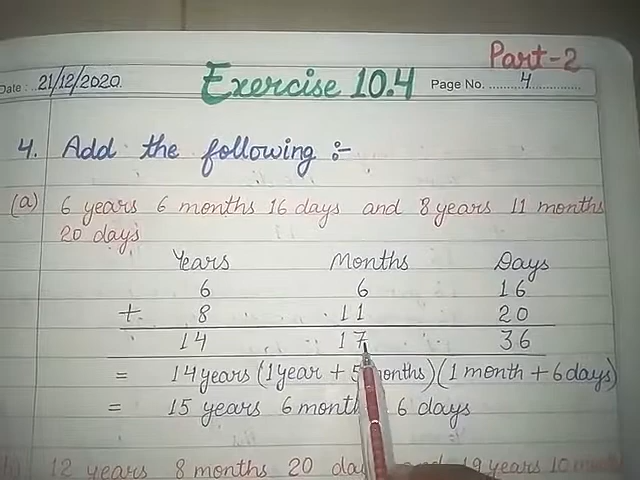 Part-2
Date : 21/12/2020. Exercise 10.4 Page No. 4
4. Add the following :-
(a) 6 years 6 months 16 days and 8 years 11 months
20 days
Years Months Days
6 6 16
+ 8 11 20
14 17 36
= 14 years (1 year + 5 months) (1 month + 6 days)
= 15 years 6 6 days
12 years 8 months 20 19 years 10